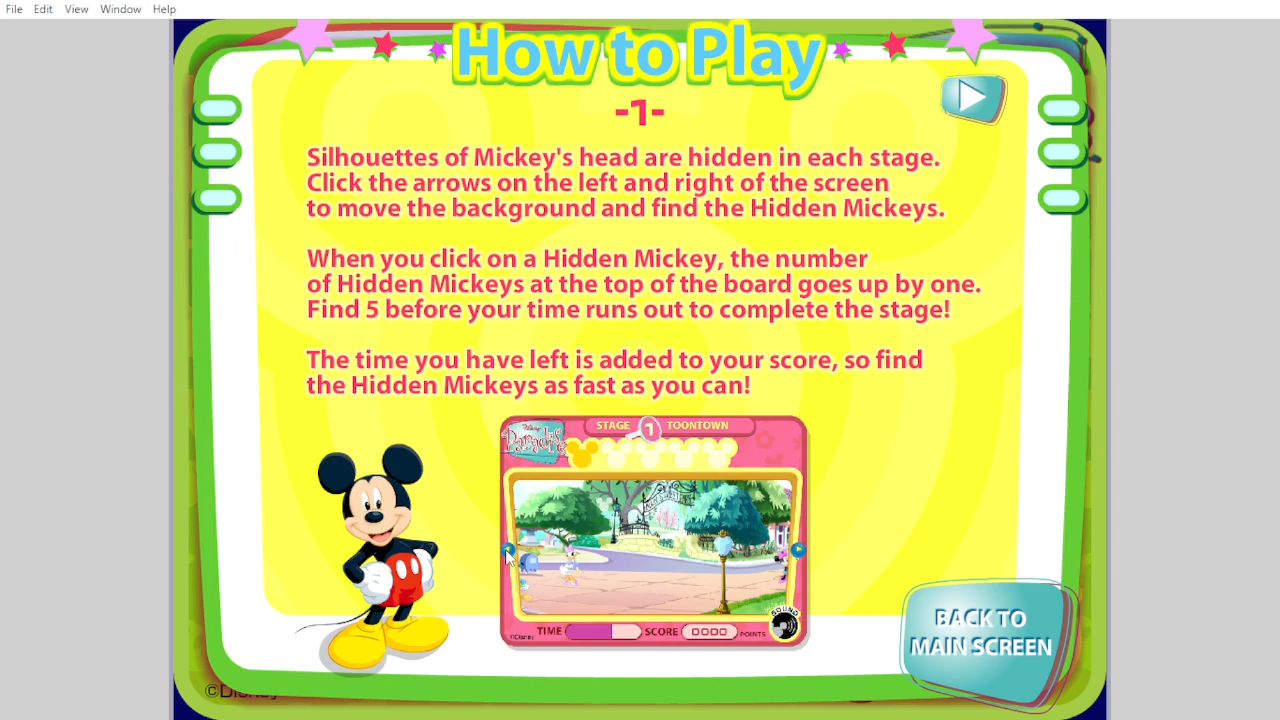 File Edit View Window Help
How to Play
-1-
Silhouettes of Mickey's head are hidden in each stage.
Click the arrows on the left and right of the screen
to move the background and find the Hidden Mickeys.
When you click on a Hidden Mickey, the number
of Hidden Mickeys at the top of the board goes up by one.
Find 5 before your time runs out to complete the stage!
The time you have left is added to your score, so find
the Hidden Mickeys as fast as you can!
STAGE 1 TOONTOWN
Disney
Paradise
SOUND
©Disney TIME SCORE 0000 POINTS
BACK TO
MAIN SCREEN
©Disney